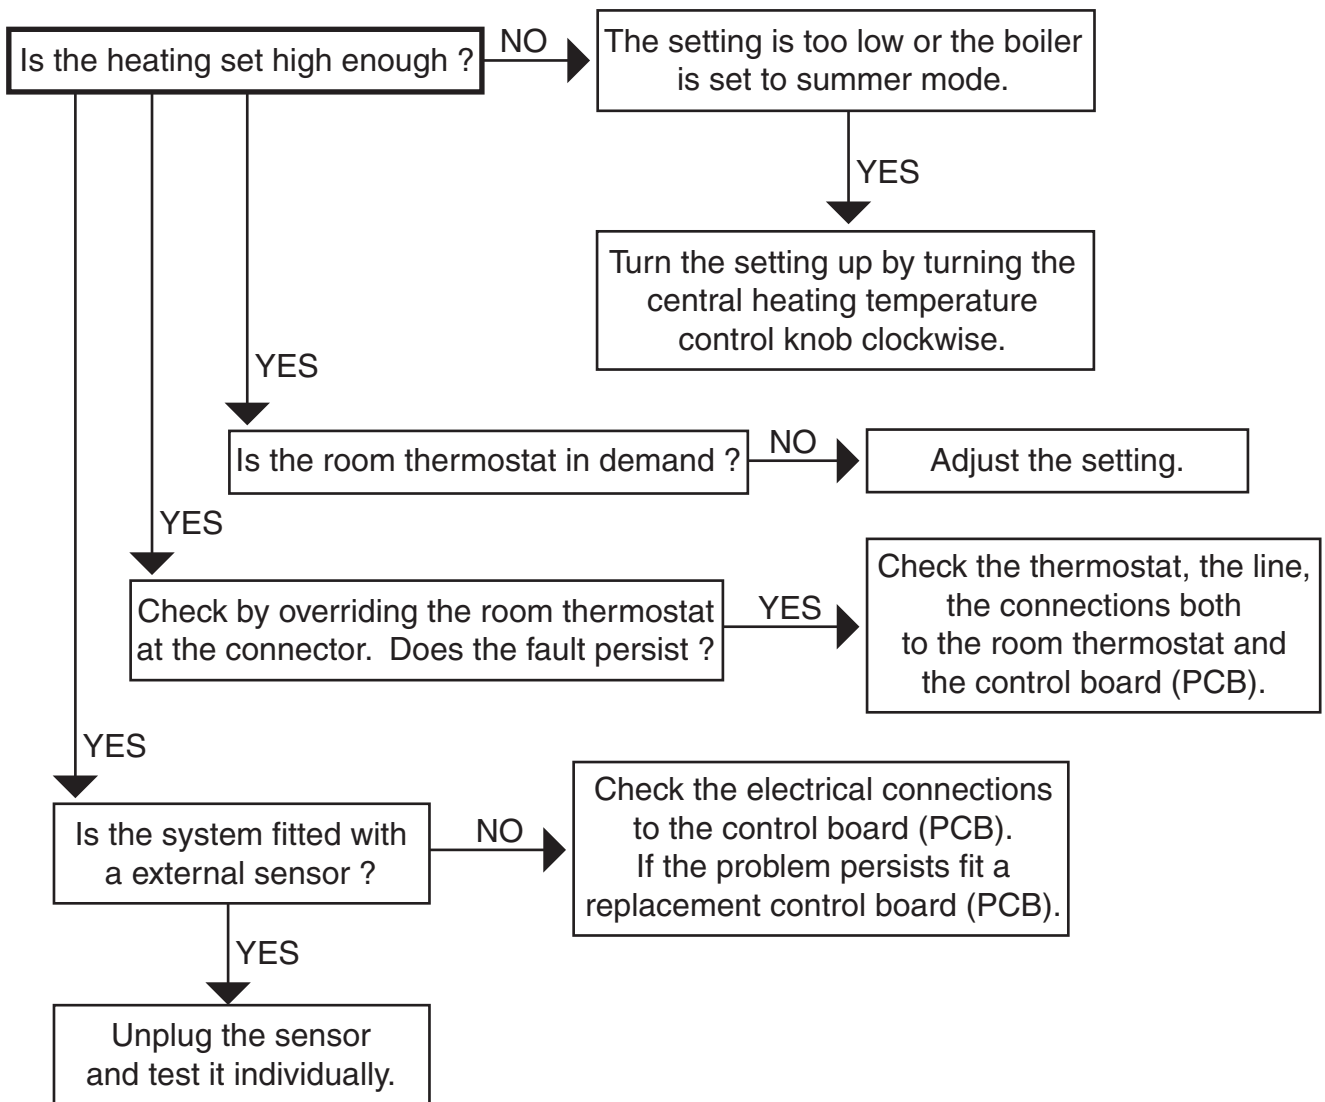 Is the heating set high enough ?
NO
The setting is too low or the boiler
is set to summer mode.
YES
Turn the setting up by turning the
central heating temperature
control knob clockwise.
YES
Is the room thermostat in demand ?
NO
Adjust the setting.
YES
Check by overriding the room thermostat
at the connector.  Does the fault persist ?
YES
Check the thermostat, the line,
the connections both
to the room thermostat and
the control board (PCB).
YES
Is the system fitted with
a external sensor ?
NO
Check the electrical connections
to the control board (PCB).
If the problem persists fit a
replacement control board (PCB).
YES
Unplug the sensor
and test it individually.